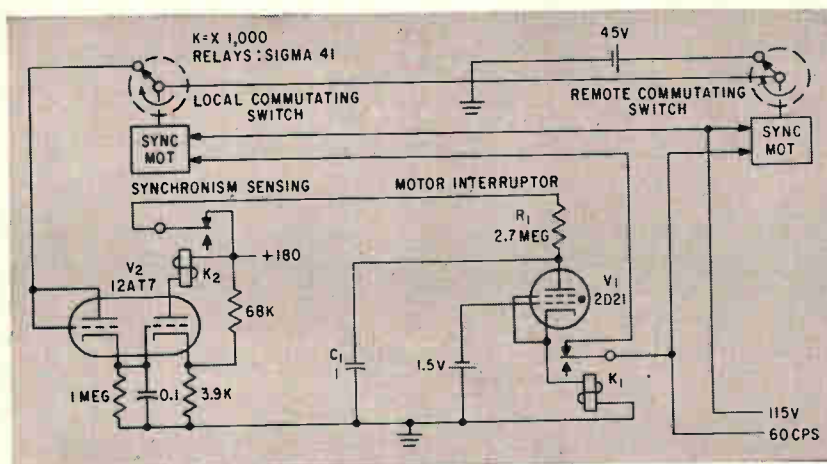 K=X 1,000
RELAYS: SIGMA 41
45V
LOCAL COMMUTATING
SWITCH
REMOTE COMMUTATING
SWITCH
SYNC
MOT
SYNC
MOT
SYNCHRONISM SENSING
MOTOR INTERRUPTOR
R1
2.7 MEG
+180
K2
V2
12AT7
V1
2D21
68K
C1
1
1.5V
K1
1 MEG
0.1
3.9K
115V
60 CPS